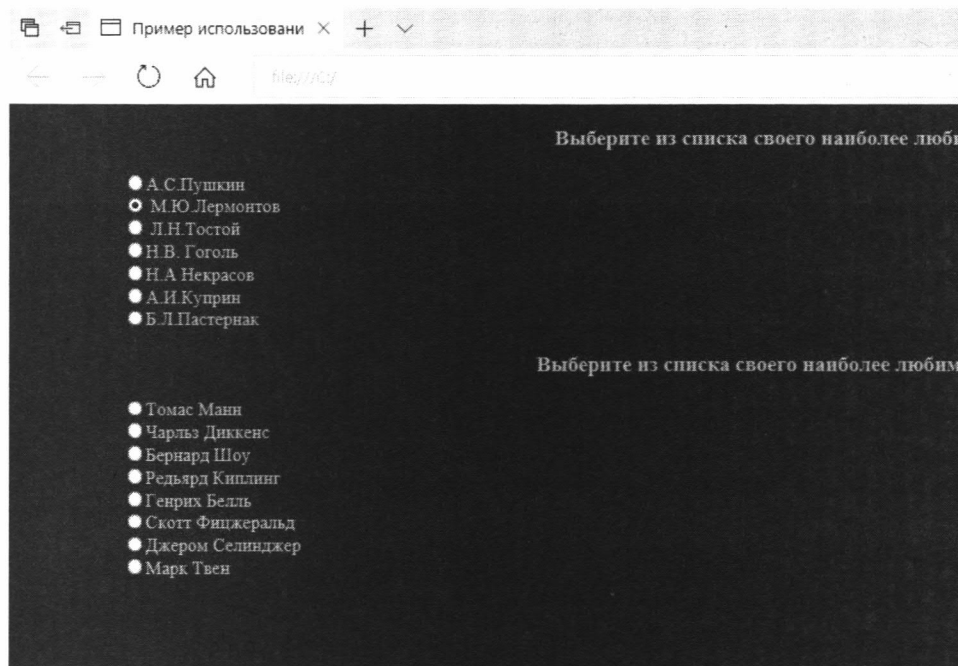 Пример использовани
file:///C:/
Выберите из списка своего наиболее люби
А.С.Пушкин
М.Ю.Лермонтов
Л.Н.Тостой
Н.В. Гоголь
Н.А Некрасов
А.И.Куприн
Б.Л.Пастернак
Выберите из списка своего наиболее любим
Томас Манн
Чарльз Диккенс
Бернард Шоу
Редьярд Киплинг
Генрих Белль
Скотт Фицжеральд
Джером Селинджер
Марк Твен